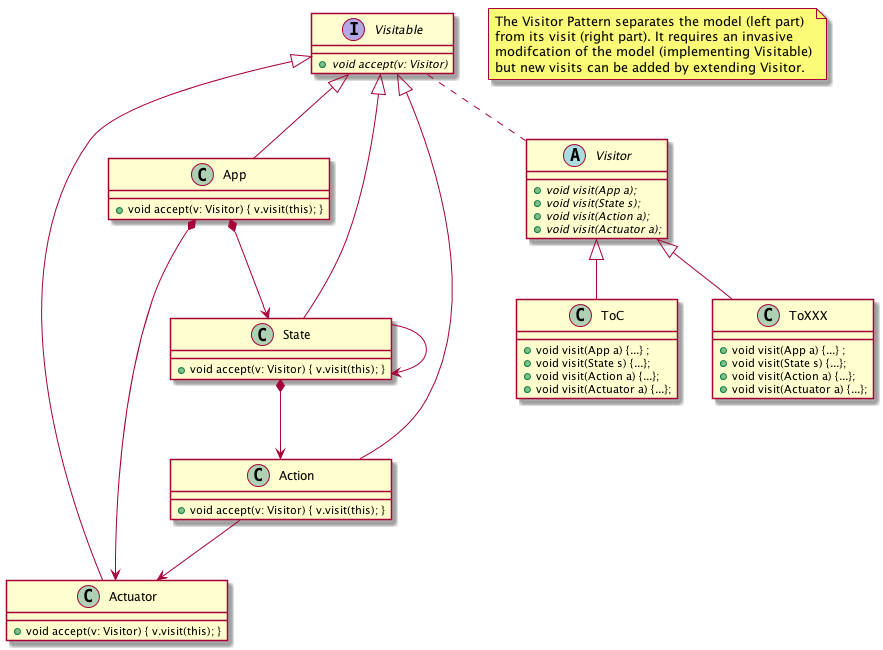 I Visitable
void accept(v: Visitor)
The Visitor Pattern separates the model (left part)
from its visit (right part). It requires an invasive
modifcation of the model (implementing Visitable)
but new visits can be added by extending Visitor.
C App
void accept(v: Visitor) { v.visit(this); }
A Visitor
void visit(App a);
void visit(State s);
void visit(Action a);
void visit(Actuator a);
C State
void accept(v: Visitor) { v.visit(this); }
C ToC
void visit(App a) {...} ;
void visit(State s) {...};
void visit(Action a) {...};
void visit(Actuator a) {...};
C ToXXX
void visit(App a) {...} ;
void visit(State s) {...};
void visit(Action a) {...};
void visit(Actuator a) {...};
C Action
void accept(v: Visitor) { v.visit(this); }
C Actuator
void accept(v: Visitor) { v.visit(this); }